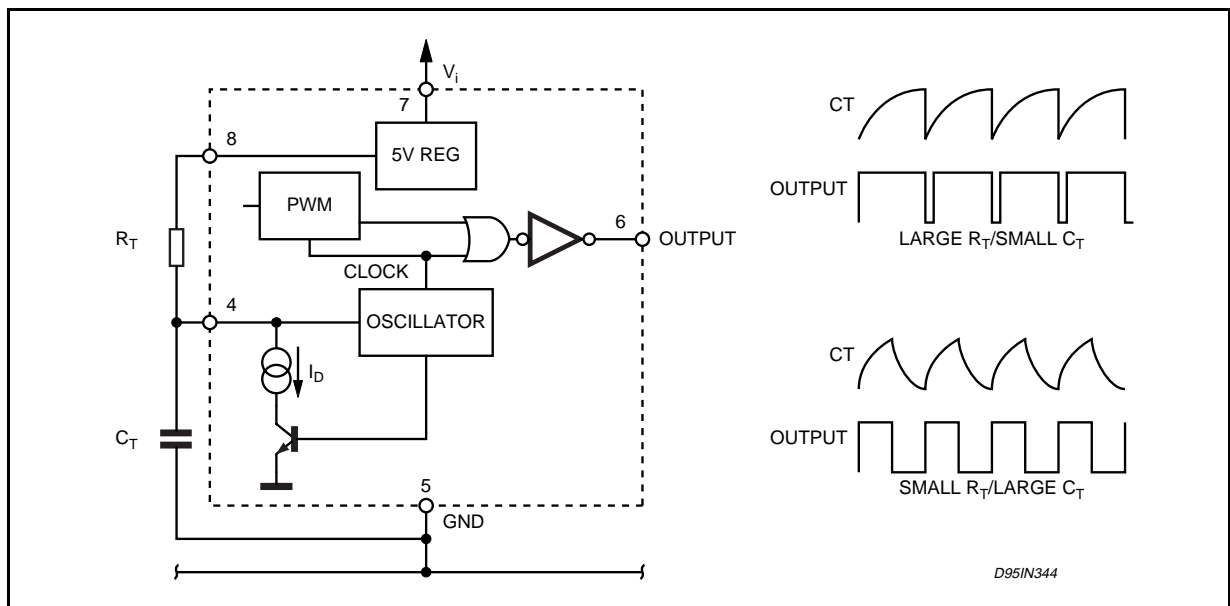 Vi
7
8
5V REG
PWM
6
OUTPUT
RT
CLOCK
4
OSCILLATOR
ID
CT
5
GND
CT
OUTPUT
LARGE RT/SMALL CT
CT
OUTPUT
SMALL RT/LARGE CT
D95IN344